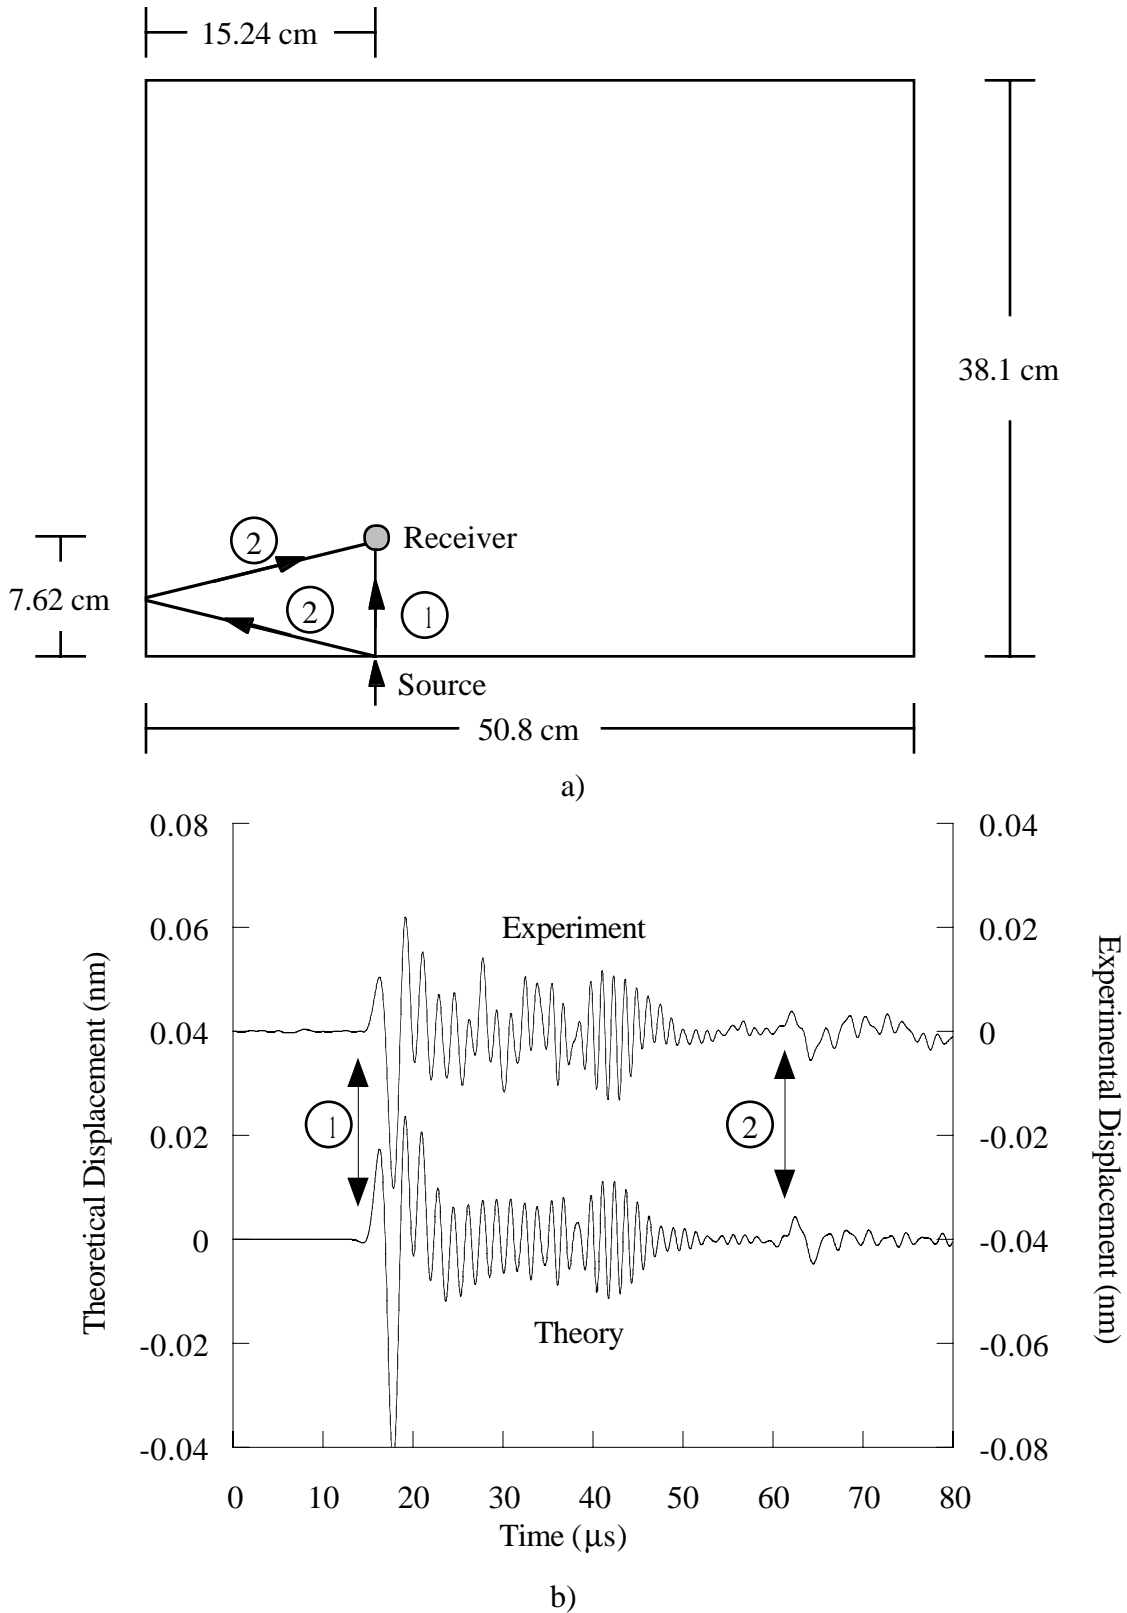 15.24 cm
38.1 cm
2
Receiver
7.62 cm
2
1
Source
50.8 cm
a)
0.08
0.04
0.06
Experiment
0.02
0.04
0
1
2
0.02
-0.02
0
-0.04
Theory
-0.02
-0.06
-0.04
-0.08
Theoretical Displacement (nm)
Experimental Displacement (nm)
0 10 20 30 40 50 60 70 80
Time (μs)
b)